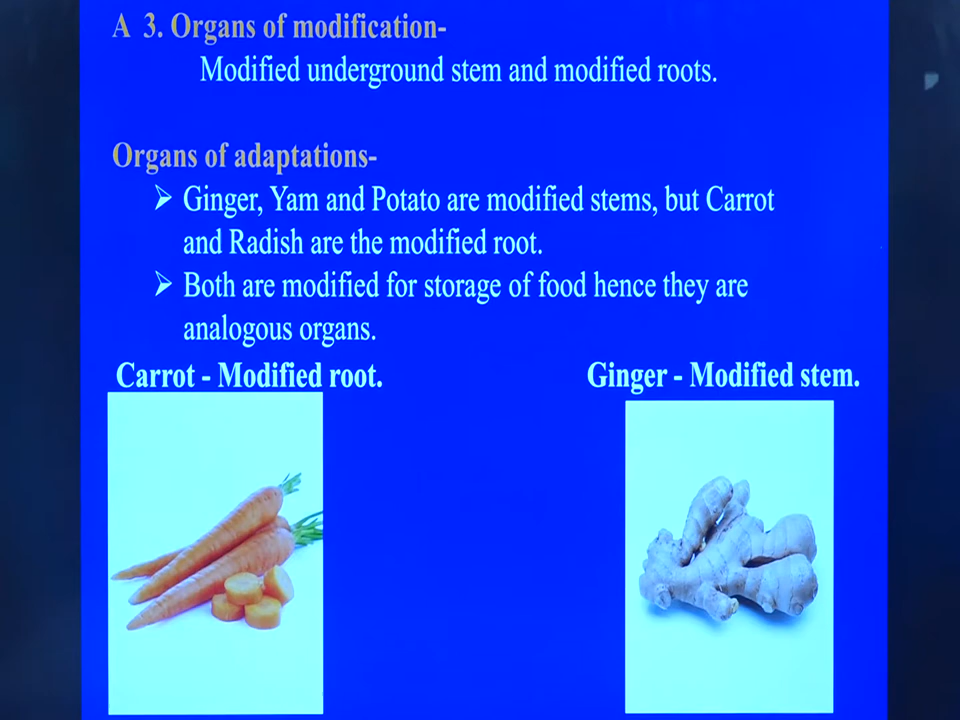 A 3. Organs of modification-
Modified underground stem and modified roots.
Organs of adaptations-
➢ Ginger, Yam and Potato are modified stems, but Carrot
and Radish are the modified root.
➢ Both are modified for storage of food hence they are
analogous organs.
Carrot - Modified root.
Ginger - Modified stem.